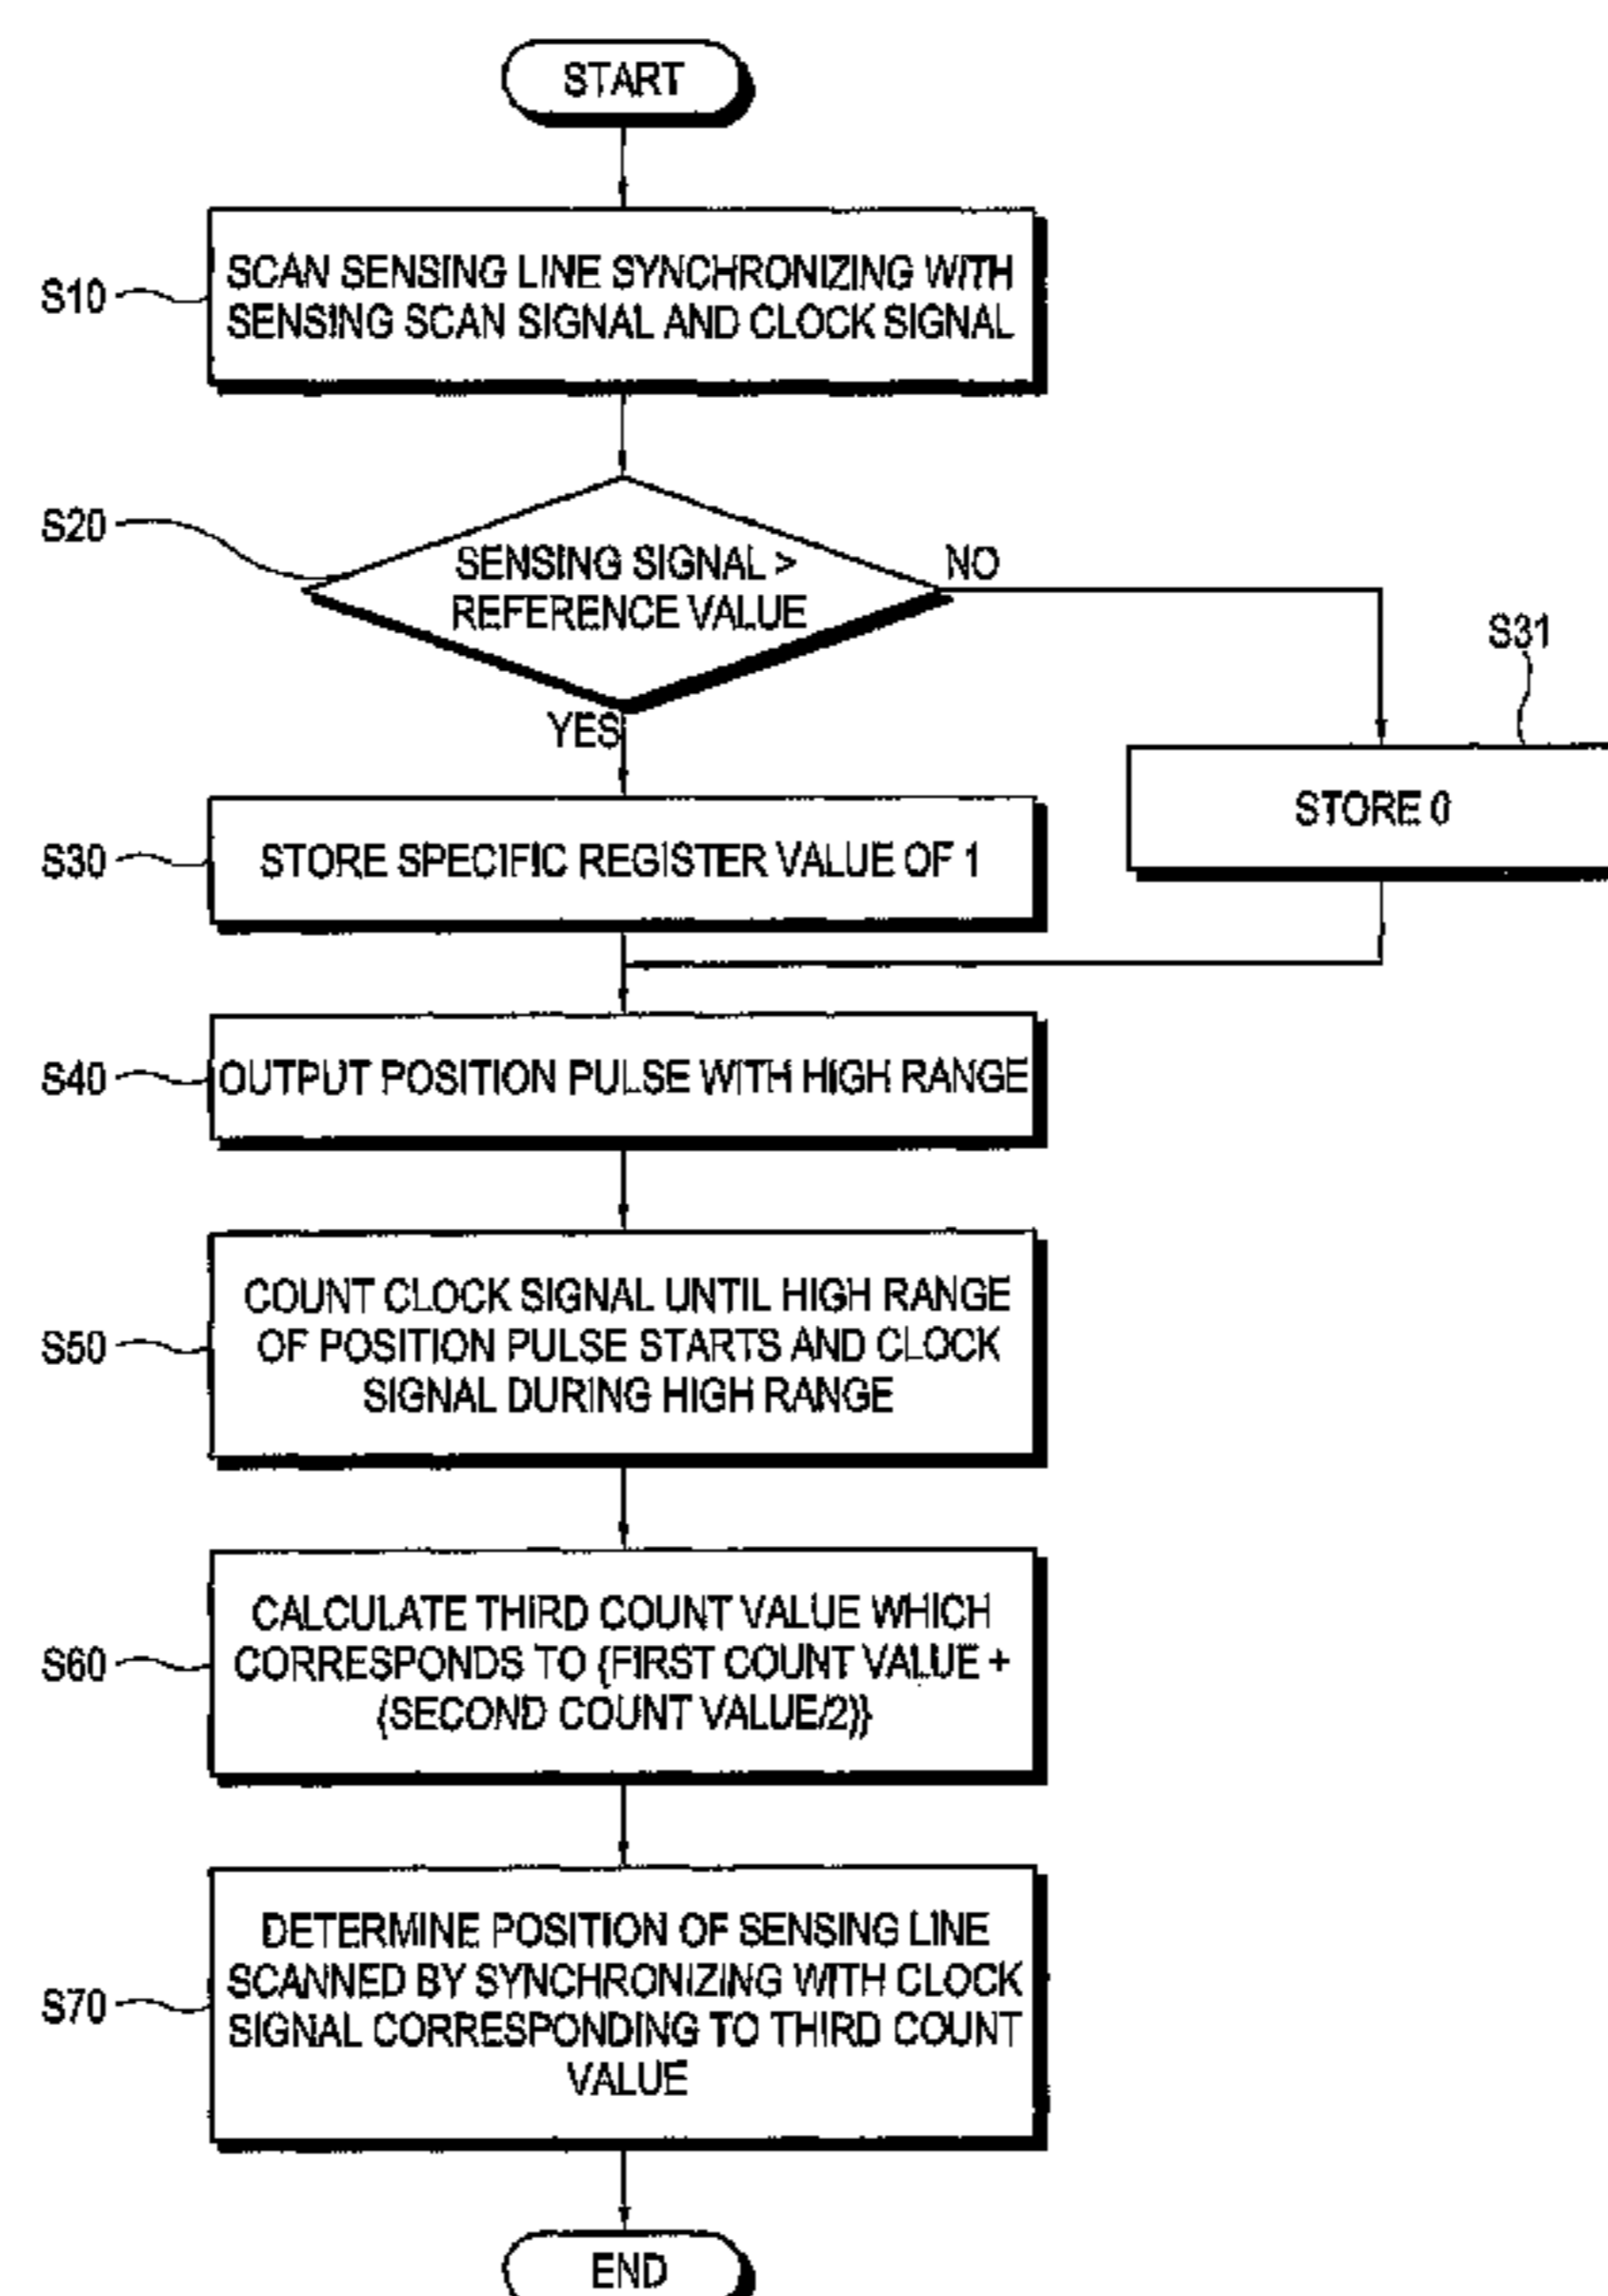 START
S10
SCAN SENSING LINE SYNCHRONIZING WITH
SENSING SCAN SIGNAL AND CLOCK SIGNAL
S20
SENSING SIGNAL >
REFERENCE VALUE
NO
YES
S31
STORE 0
S30
STORE SPECIFIC REGISTER VALUE OF 1
S40
OUTPUT POSITION PULSE WITH HIGH RANGE
S50
COUNT CLOCK SIGNAL UNTIL HIGH RANGE
OF POSITION PULSE STARTS AND CLOCK
SIGNAL DURING HIGH RANGE
S60
CALCULATE THIRD COUNT VALUE WHICH
CORRESPONDS TO {FIRST COUNT VALUE +
(SECOND COUNT VALUE/2)}
S70
DETERMINE POSITION OF SENSING LINE
SCANNED BY SYNCHRONIZING WITH CLOCK
SIGNAL CORRESPONDING TO THIRD COUNT
VALUE
END